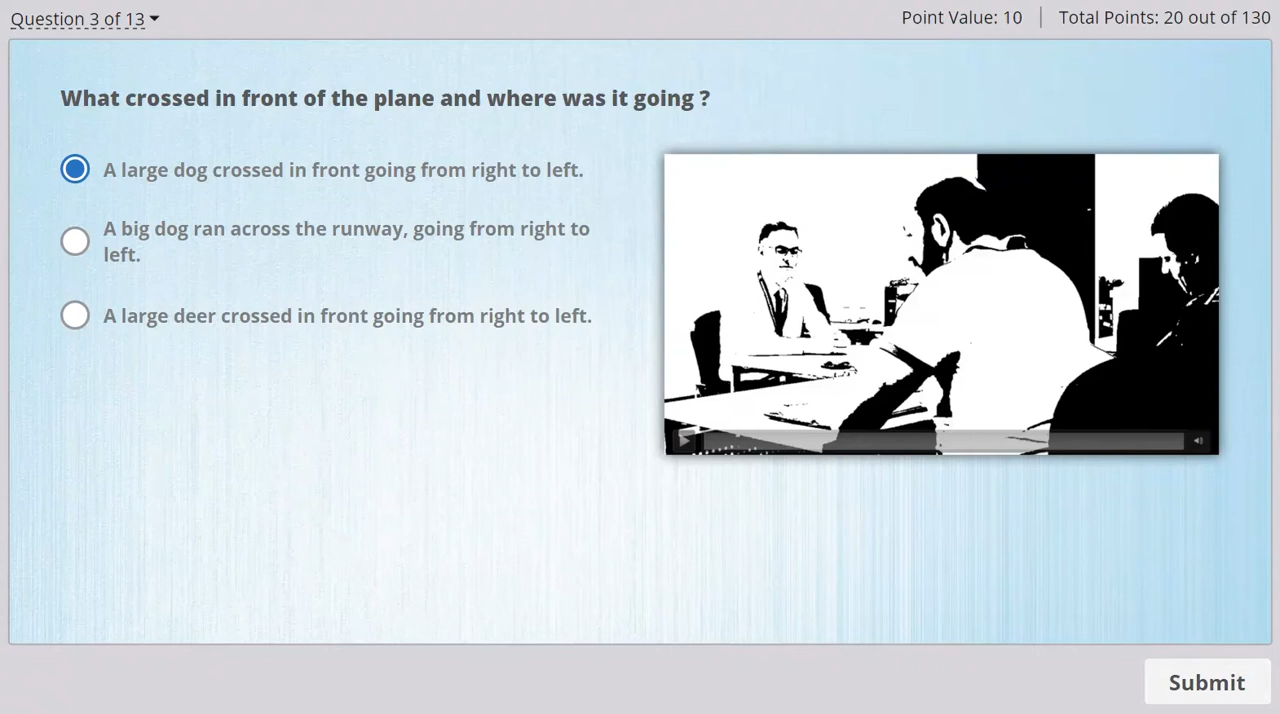 Question 3 of 13
Point Value: 10
Total Points: 20 out of 130
What crossed in front of the plane and where was it going ?
A large dog crossed in front going from right to left.
A big dog ran across the runway, going from right to
left.
A large deer crossed in front going from right to left.
Submit